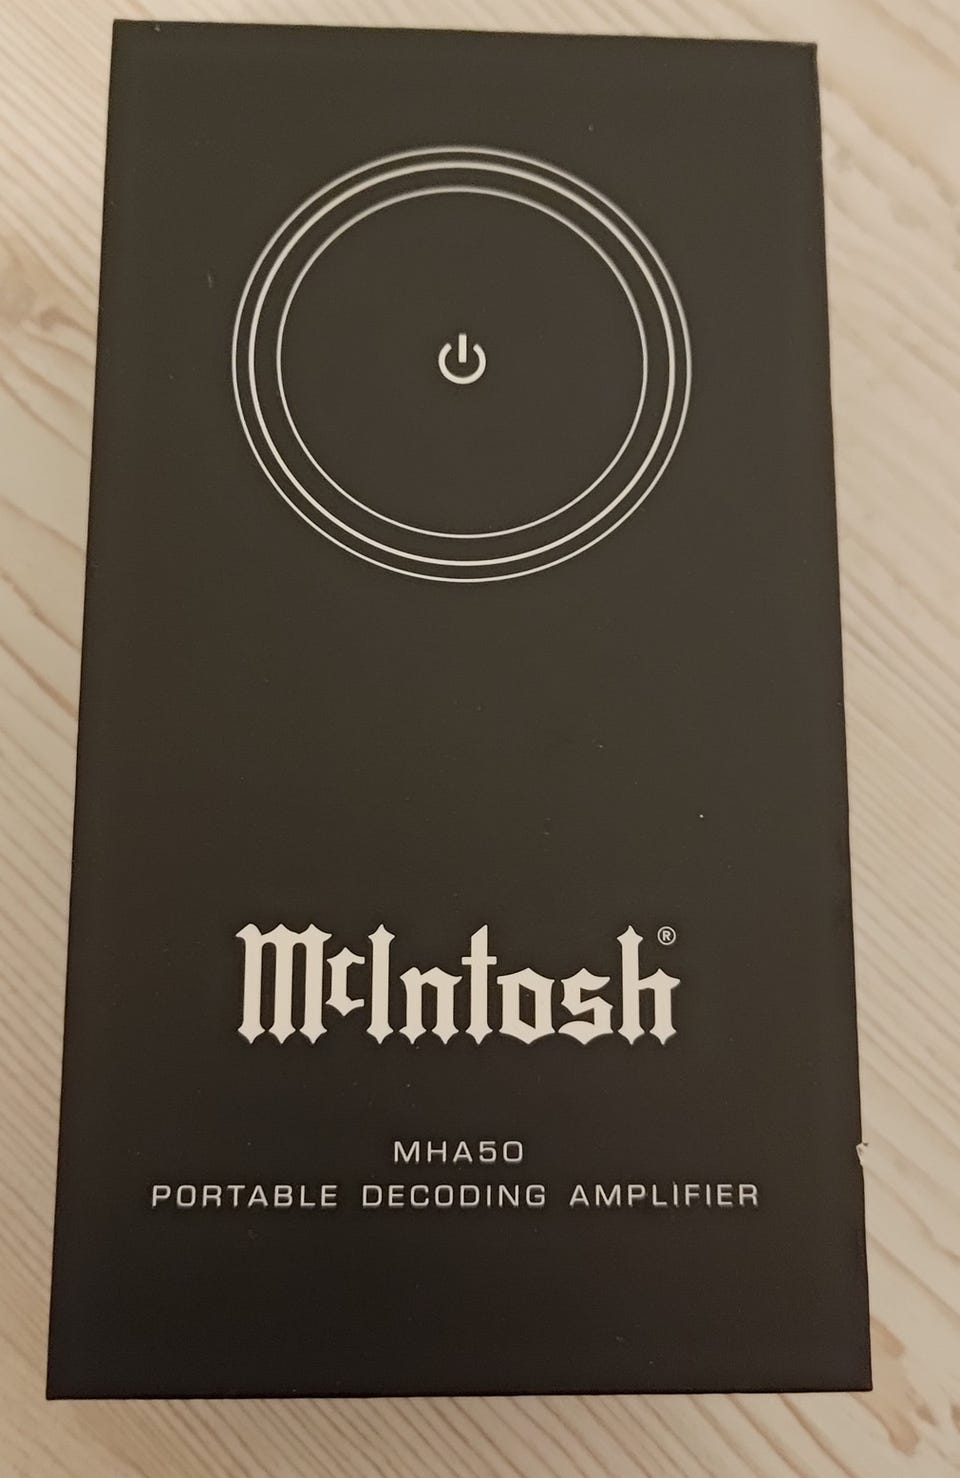 McIntosh®
MHA50
PORTABLE DECODING AMPLIFIER